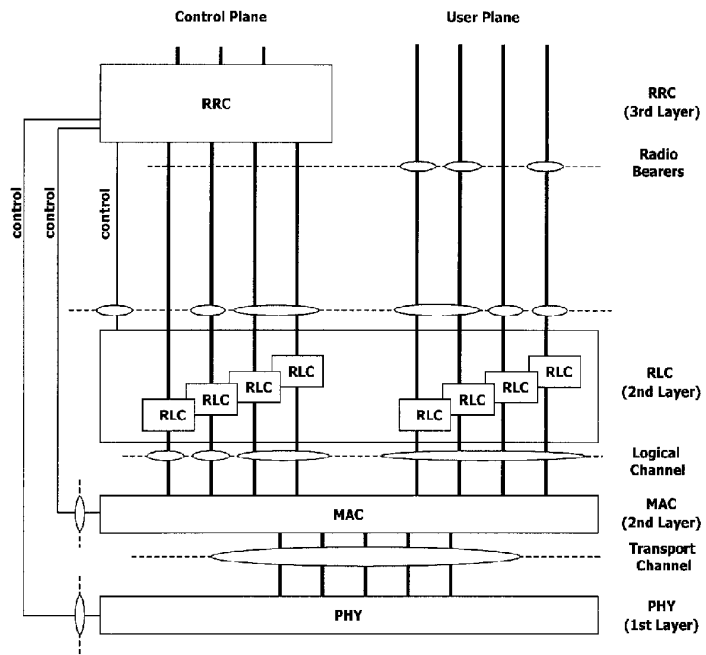 Control Plane
User Plane
RRC
RRC
(3rd Layer)
Radio
Bearers
control
control
control
RLC
RLC
RLC
RLC
RLC
RLC
RLC
RLC
RLC
(2nd Layer)
Logical
Channel
MAC
MAC
(2nd Layer)
Transport
Channel
PHY
PHY
(1st Layer)